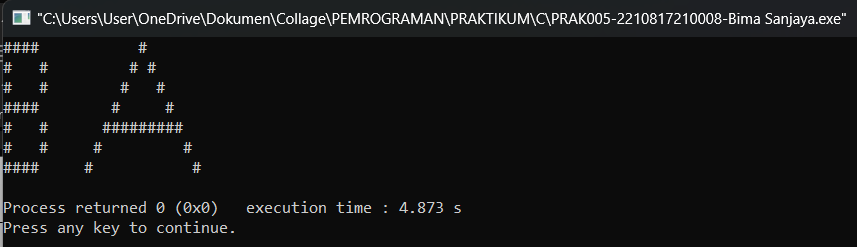 "C:\Users\User\OneDrive\Dokumen\Collage\PEMROGRAMAN\PRAKTIKUM\C\PRAK005-2210817210008-Bima Sanjaya.exe"
####           #
#   #         # #
#   #        #   #
####        #     #
#   #      #########
#   #     #         #
####     #           #
Process returned 0 (0x0)   execution time : 4.873 s
Press any key to continue.